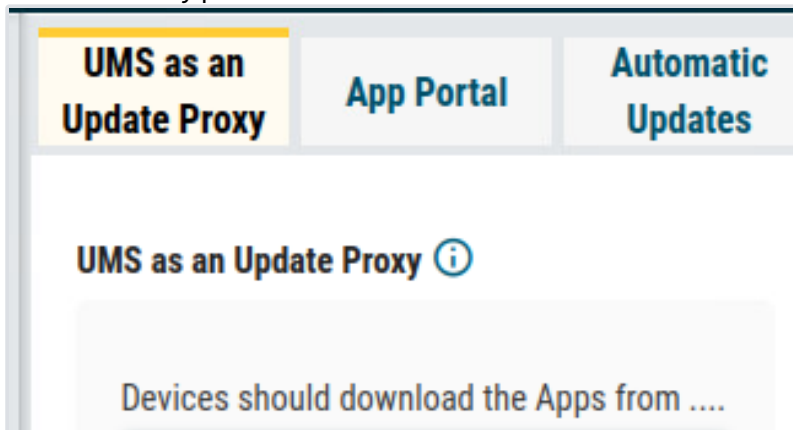 UMS as an
Update Proxy
App Portal
Automatic
Updates
UMS as an Update Proxy
Devices should download the Apps from ....